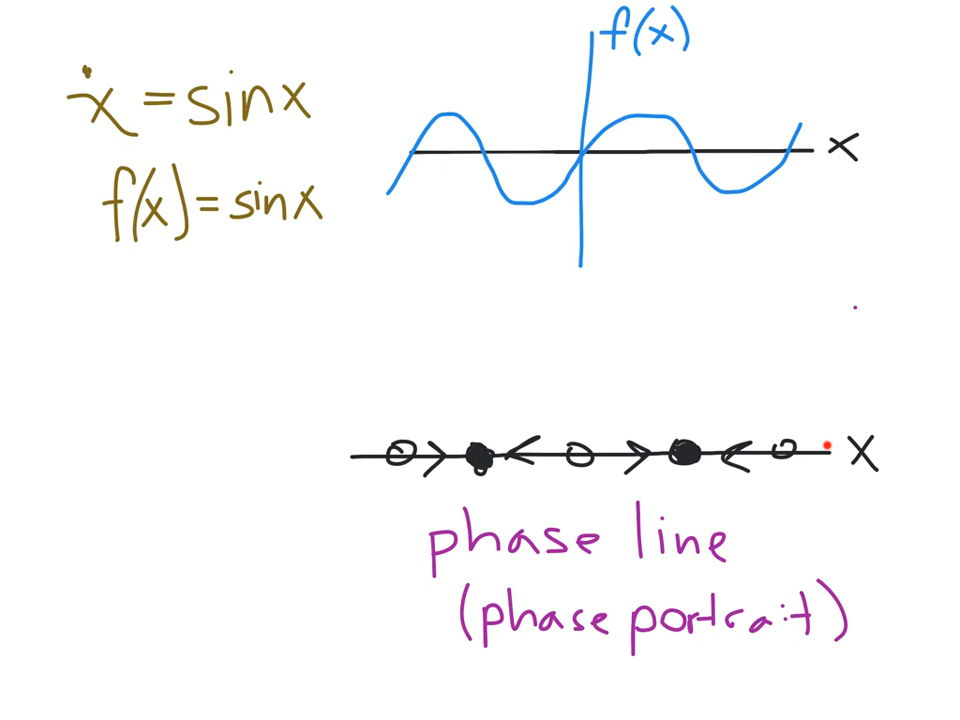 f(x)
ẋ = sin x
x
f(x) = sin x
x
phase line
(phase portrait)